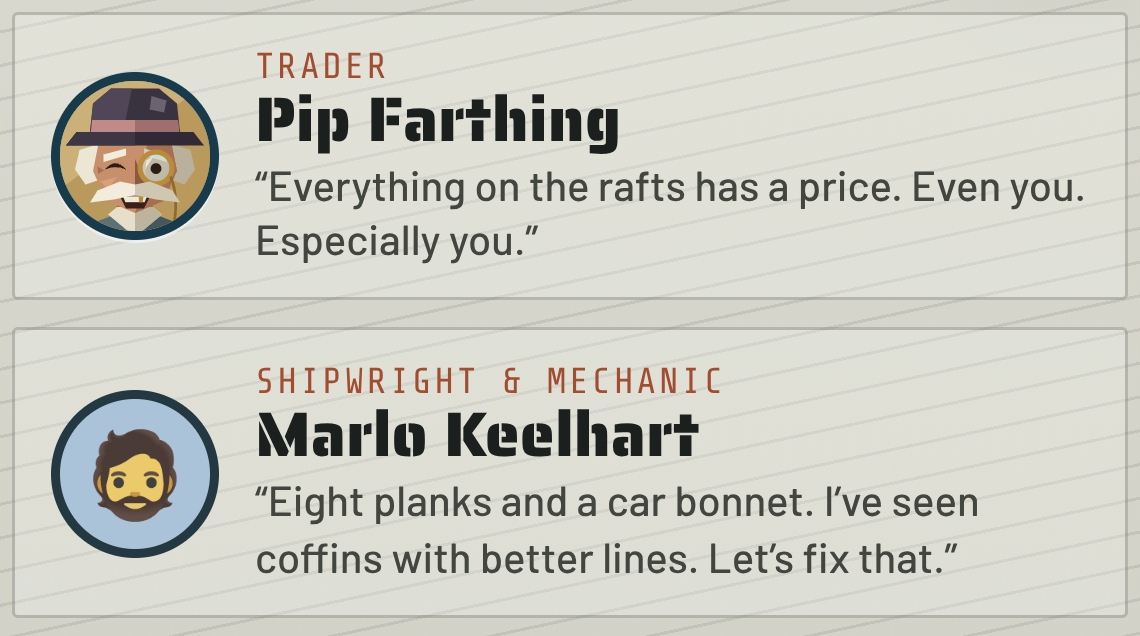 TRADER
Pip Farthing
“Everything on the rafts has a price. Even you.
Especially you.”
SHIPWRIGHT & MECHANIC
Marlo Keelhart
“Eight planks and a car bonnet. I’ve seen
coffins with better lines. Let’s fix that.”